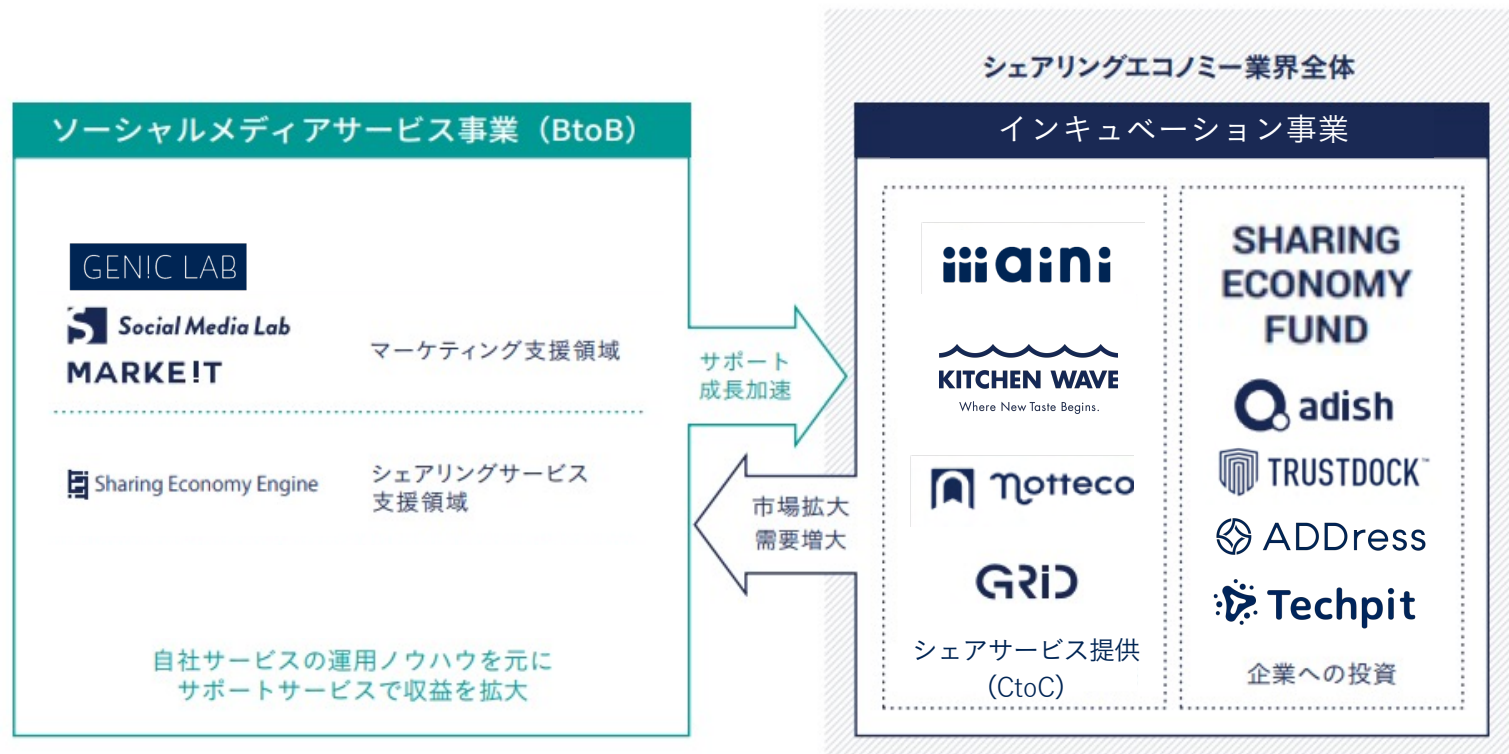 シェアリングエコノミー業界全体
ソーシャルメディアサービス事業（BtoB）
GEN!C LAB
Social Media Lab
MARKE!T
マーケティング支援領域
Sharing Economy Engine
シェアリングサービス
支援領域
自社サービスの運用ノウハウを元に
サポートサービスで収益を拡大
サポート
成長加速
市場拡大
需要増大
インキュベーション事業
aini
KITCHEN WAVE
Where New Taste Begins.
notteco
GRiD
シェアサービス提供
（CtoC）
SHARING
ECONOMY
FUND
adish
TRUSTDOCK™
ADDress
Techpit
企業への投資